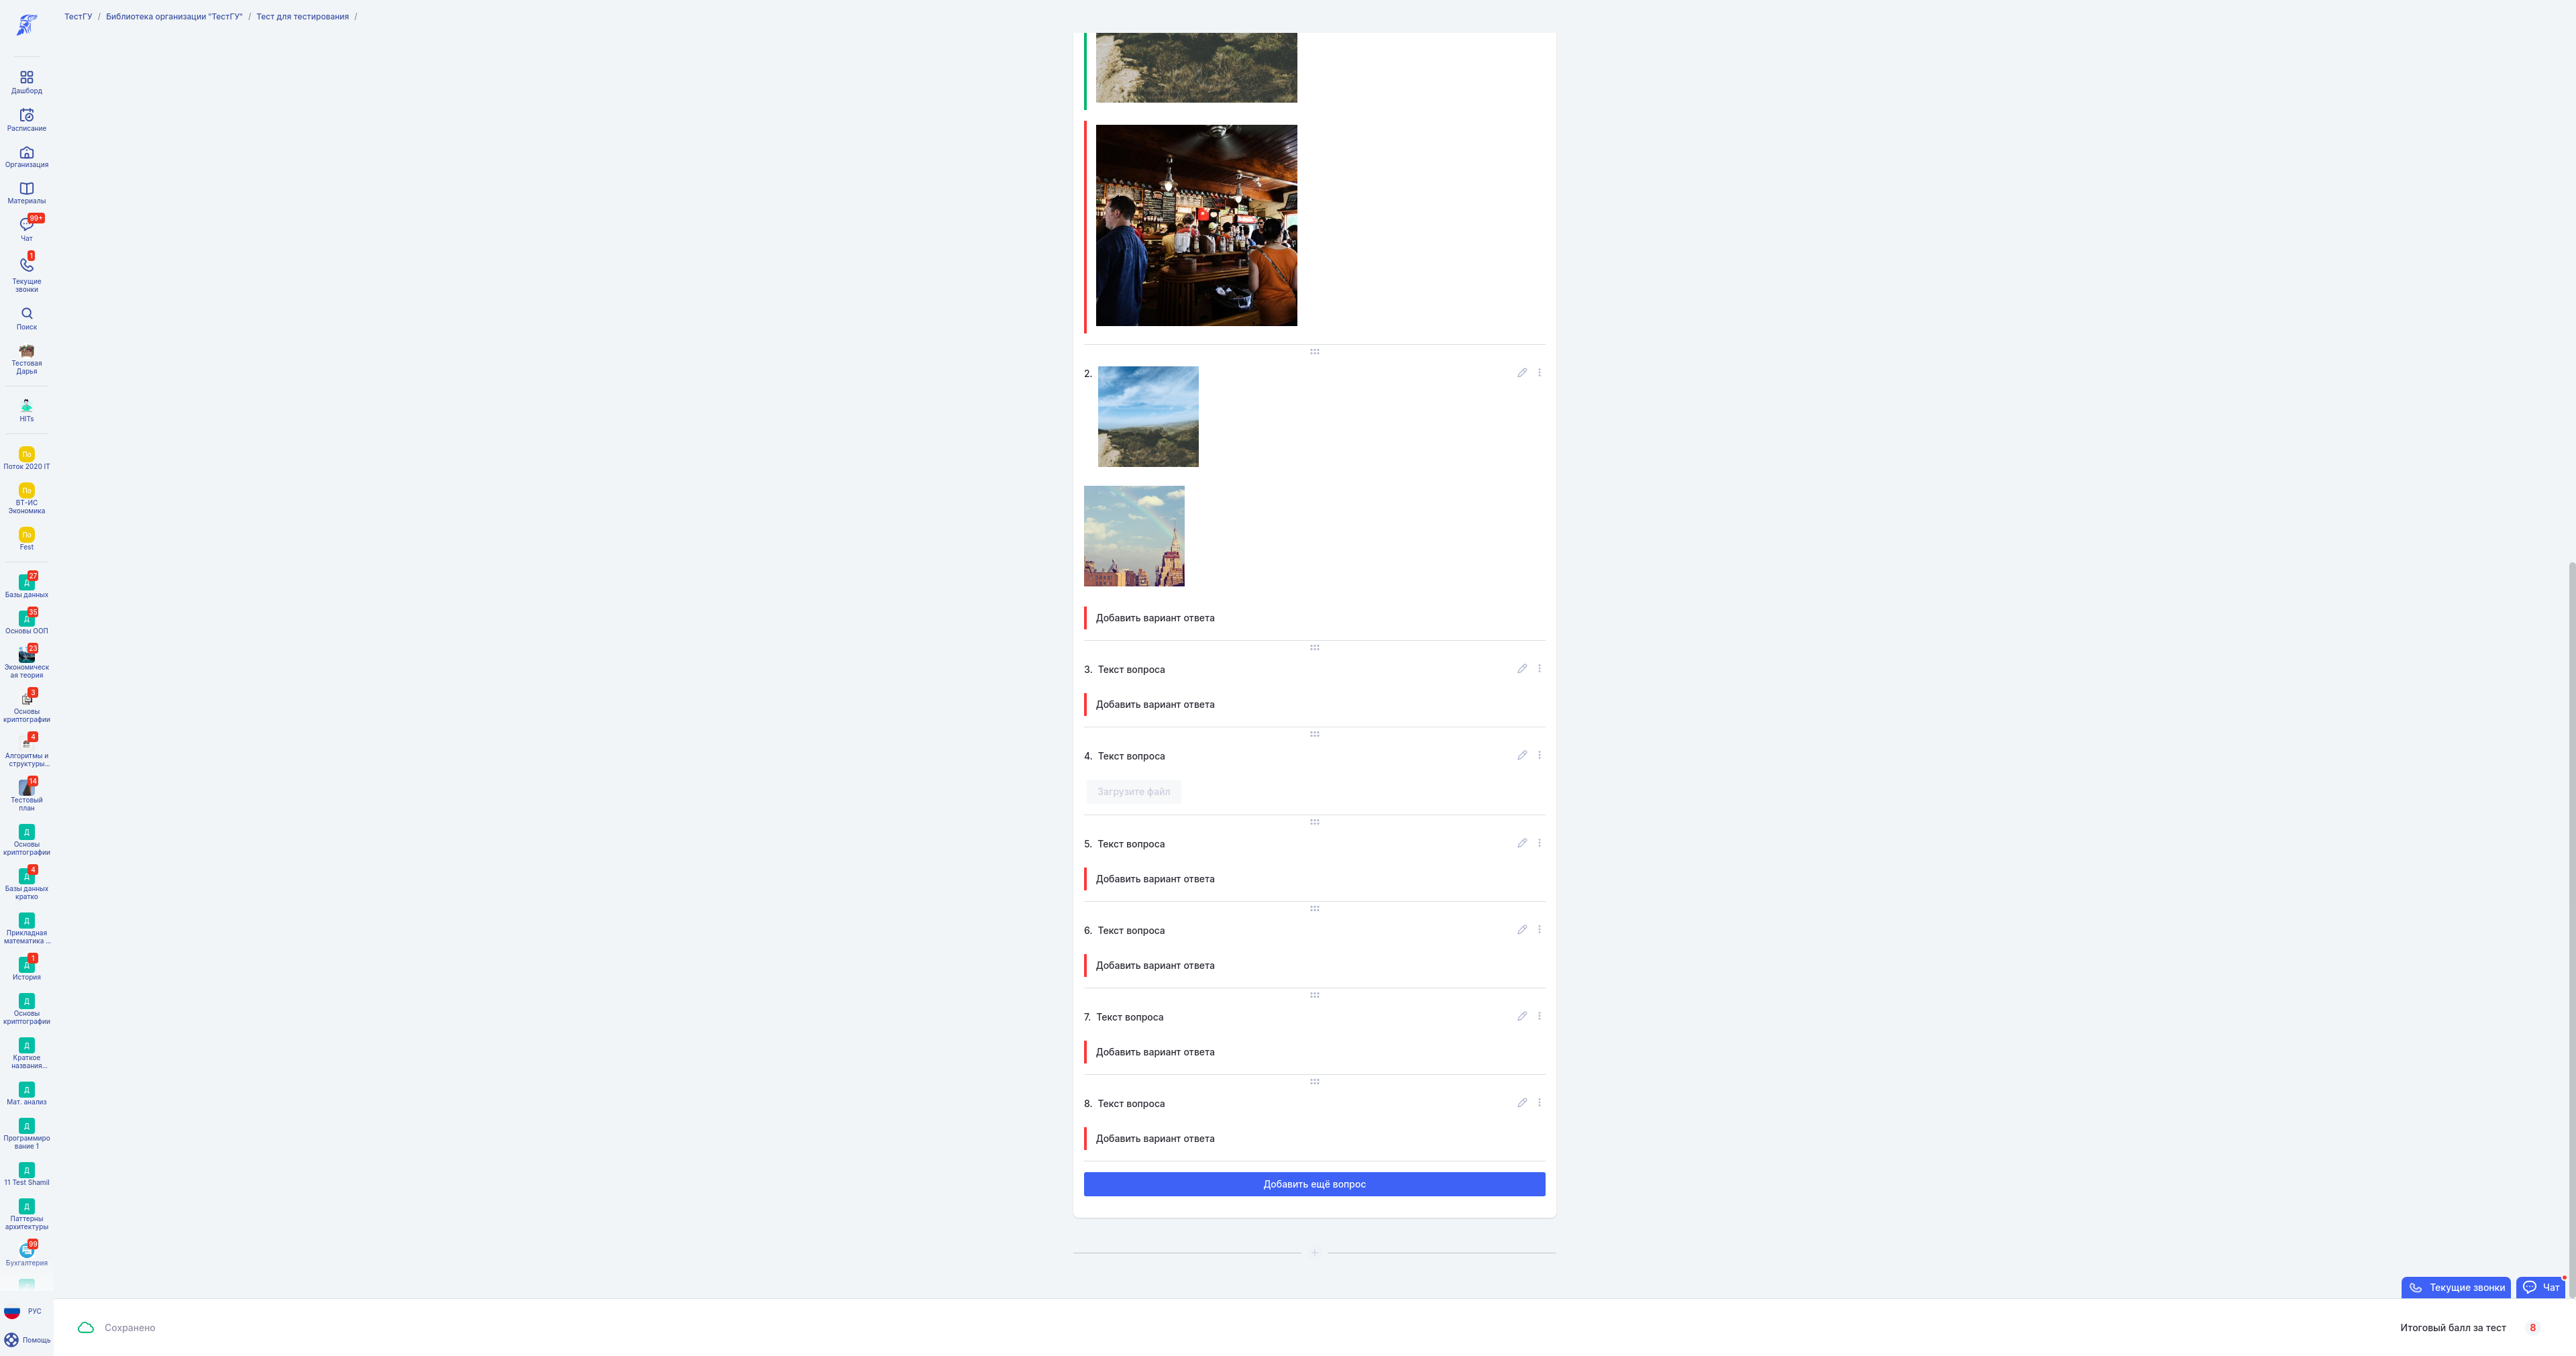 ТестГУ / Библиотека организации "ТестГУ" / Тест для тестирования /
Дашборд
Расписание
Организация
Материалы
99+
Чат
1
Текущие
звонки
Поиск
Тестовая
Дарья
HITs
По
Поток 2020 IT
По
ВТ-ИС
Экономика
По
Fest
27
Д
Базы данных
35
Д
Основы ООП
23
Экономическ
ая теория
3
Основы
криптографии
4
Алгоритмы и
структуры...
14
Тестовый
план
Д
Основы
криптографии
4
Д
Базы данных
кратко
Д
Прикладная
математика ...
1
Д
История
Д
Основы
криптографии
Д
Краткое
названия...
Д
Мат. анализ
Д
Программиро
вание 1
Д
11 Test Shamil
Д
Паттерны
архитектуры
99
Бухгалтерия
РУС
Помощь
2.
Добавить вариант ответа
3. Текст вопроса
Добавить вариант ответа
4. Текст вопроса
Загрузите файл
5. Текст вопроса
Добавить вариант ответа
6. Текст вопроса
Добавить вариант ответа
7. Текст вопроса
Добавить вариант ответа
8. Текст вопроса
Добавить вариант ответа
Добавить ещё вопрос
Текущие звонки
Чат
Сохранено
Итоговый балл за тест 8